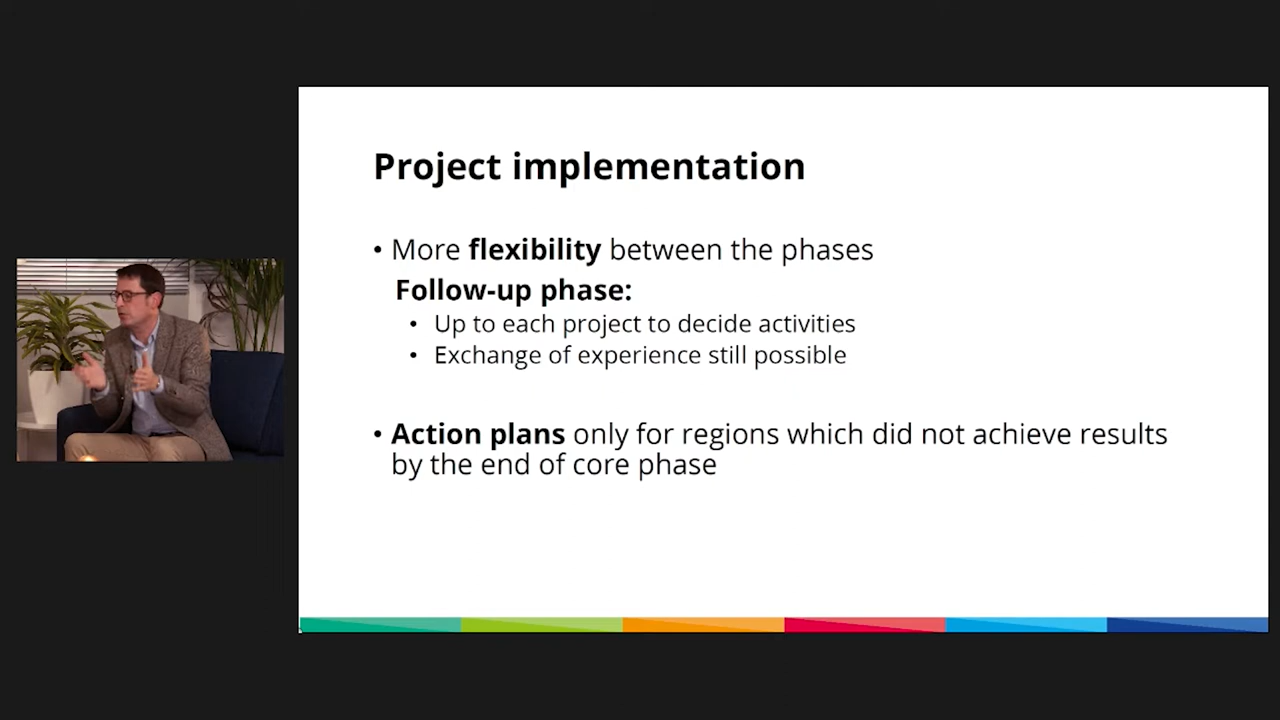 Project implementation
• More flexibility between the phases
Follow-up phase:
• Up to each project to decide activities
• Exchange of experience still possible
• Action plans only for regions which did not achieve results
by the end of core phase